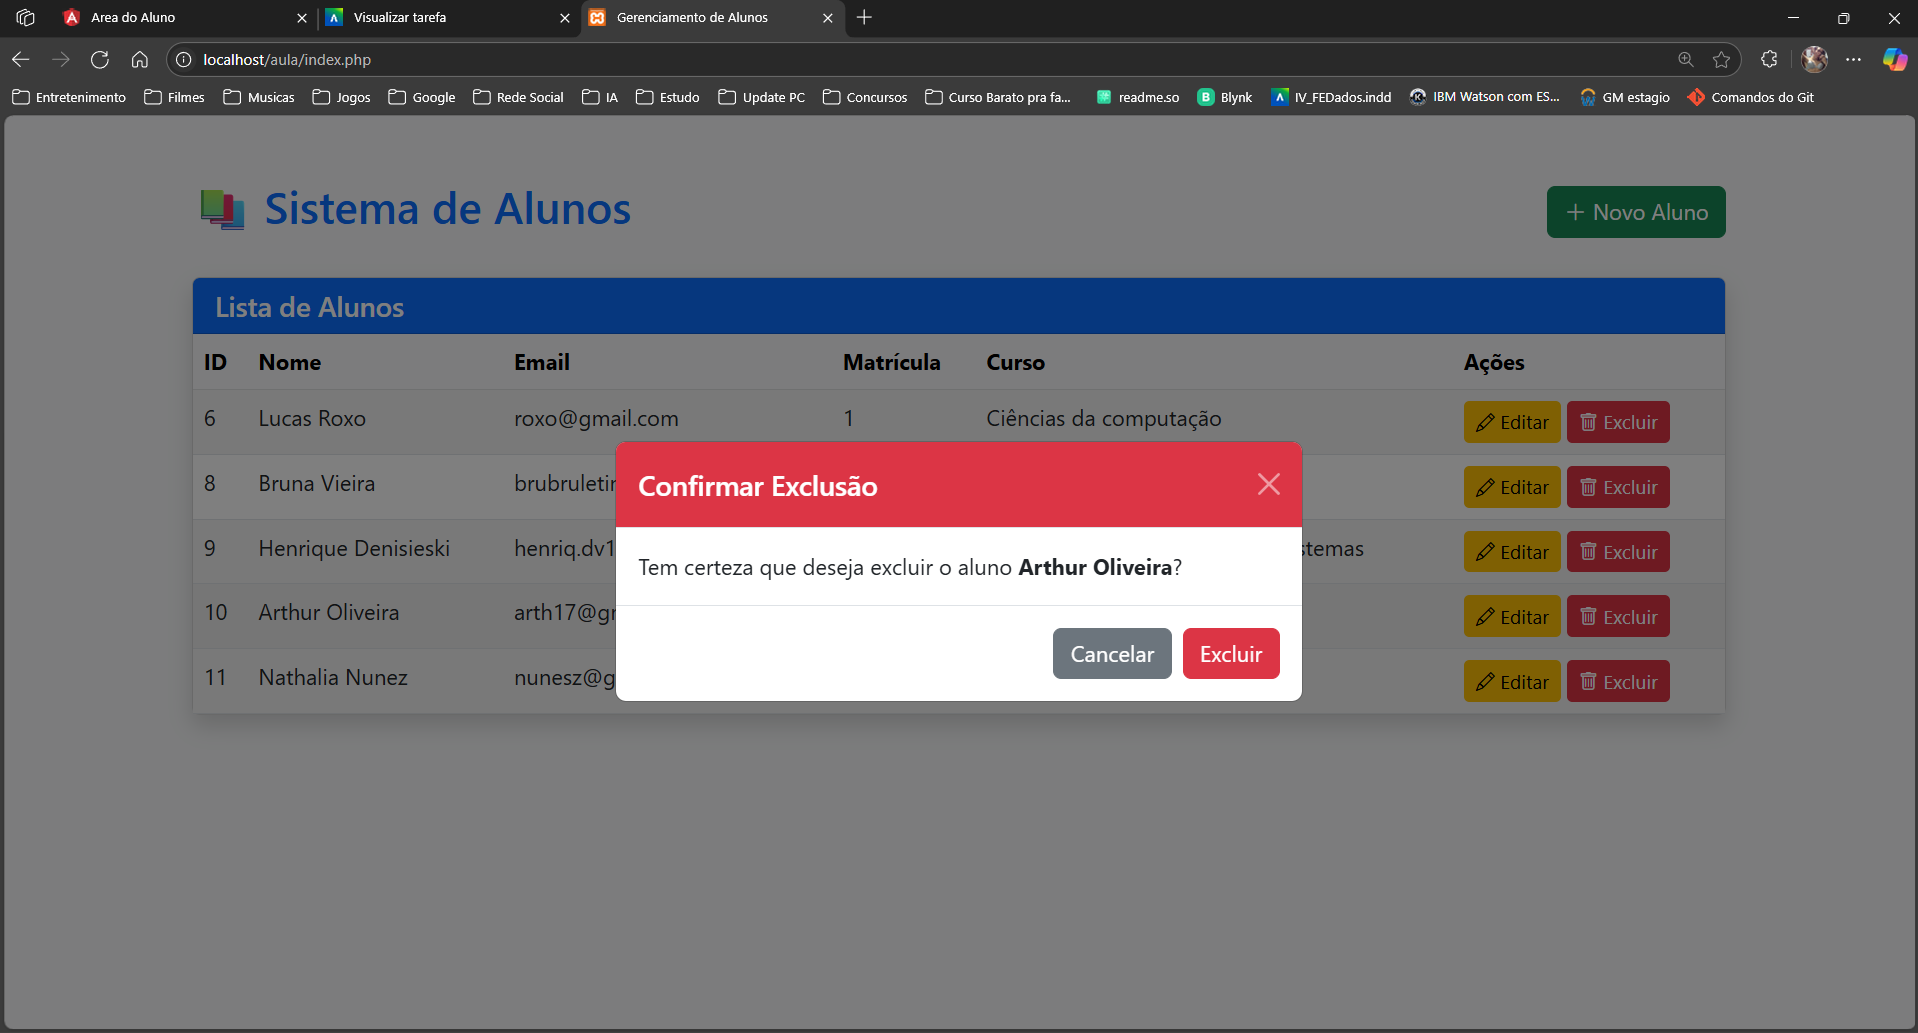 Area do Aluno
Visualizar tarefa
Gerenciamento de Alunos
localhost/aula/index.php
Entretenimento Filmes Musicas Jogos Google Rede Social IA Estudo Update PC Concursos Curso Barato pra fa... readme.so Blynk IV_FEDados.indd IBM Watson com ES... GM estagio Comandos do Git
Sistema de Alunos
+ Novo Aluno
Lista de Alunos
ID Nome Email Matrícula Curso Ações
6 Lucas Roxo roxo@gmail.com 1 Ciências da computação Editar Excluir
8 Bruna Vieira Editar Excluir
9 Henrique Denisieski henriq.dv1 stemas Editar Excluir
10 Arthur Oliveira arth17@gr Editar Excluir
11 Nathalia Nunez nunesz@g Editar Excluir
Confirmar Exclusão
Tem certeza que deseja excluir o aluno Arthur Oliveira?
Cancelar Excluir